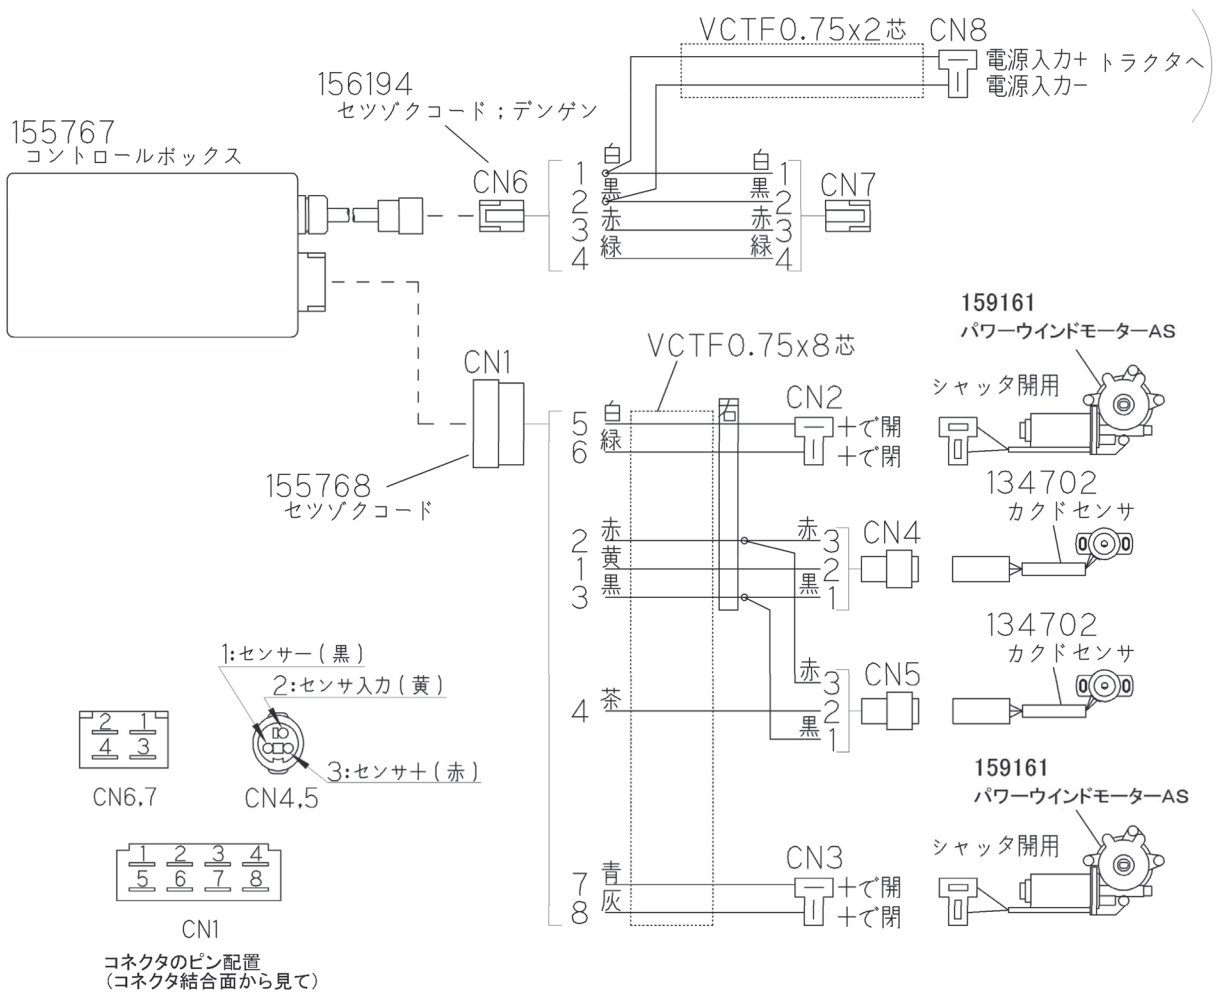 VCTF0.75x2芯
CN8
電源入力+
トラクタへ
電源入力-
156194
セツゾクコード;デンゲン
155767
コントロールボックス
CN6
1
白
白
1
2
黒
黒
2
3
赤
赤
3
4
緑
緑
4
CN7
159161
パワーウインドモーターAS
VCTF0.75x8芯
CN1
シャッタ開用
CN2
5
白
右
+で開
6
緑
+で閉
155768
セツゾクコード
134702
カクドセンサ
2
赤
赤
3
CN4
1
黄
2
3
黒
黒
1
134702
カクドセンサ
1:センサー(黒)
2:センサ入力(黄)
3:センサ+(赤)
赤
3
CN5
4
茶
2
黒
1
2 1
4 3
CN6,7
CN4,5
159161
パワーウインドモーターAS
シャッタ開用
CN3
7
青
+で開
8
灰
+で閉
1 2 3 4
5 6 7 8
CN1
コネクタのピン配置
(コネクタ結合面から見て)